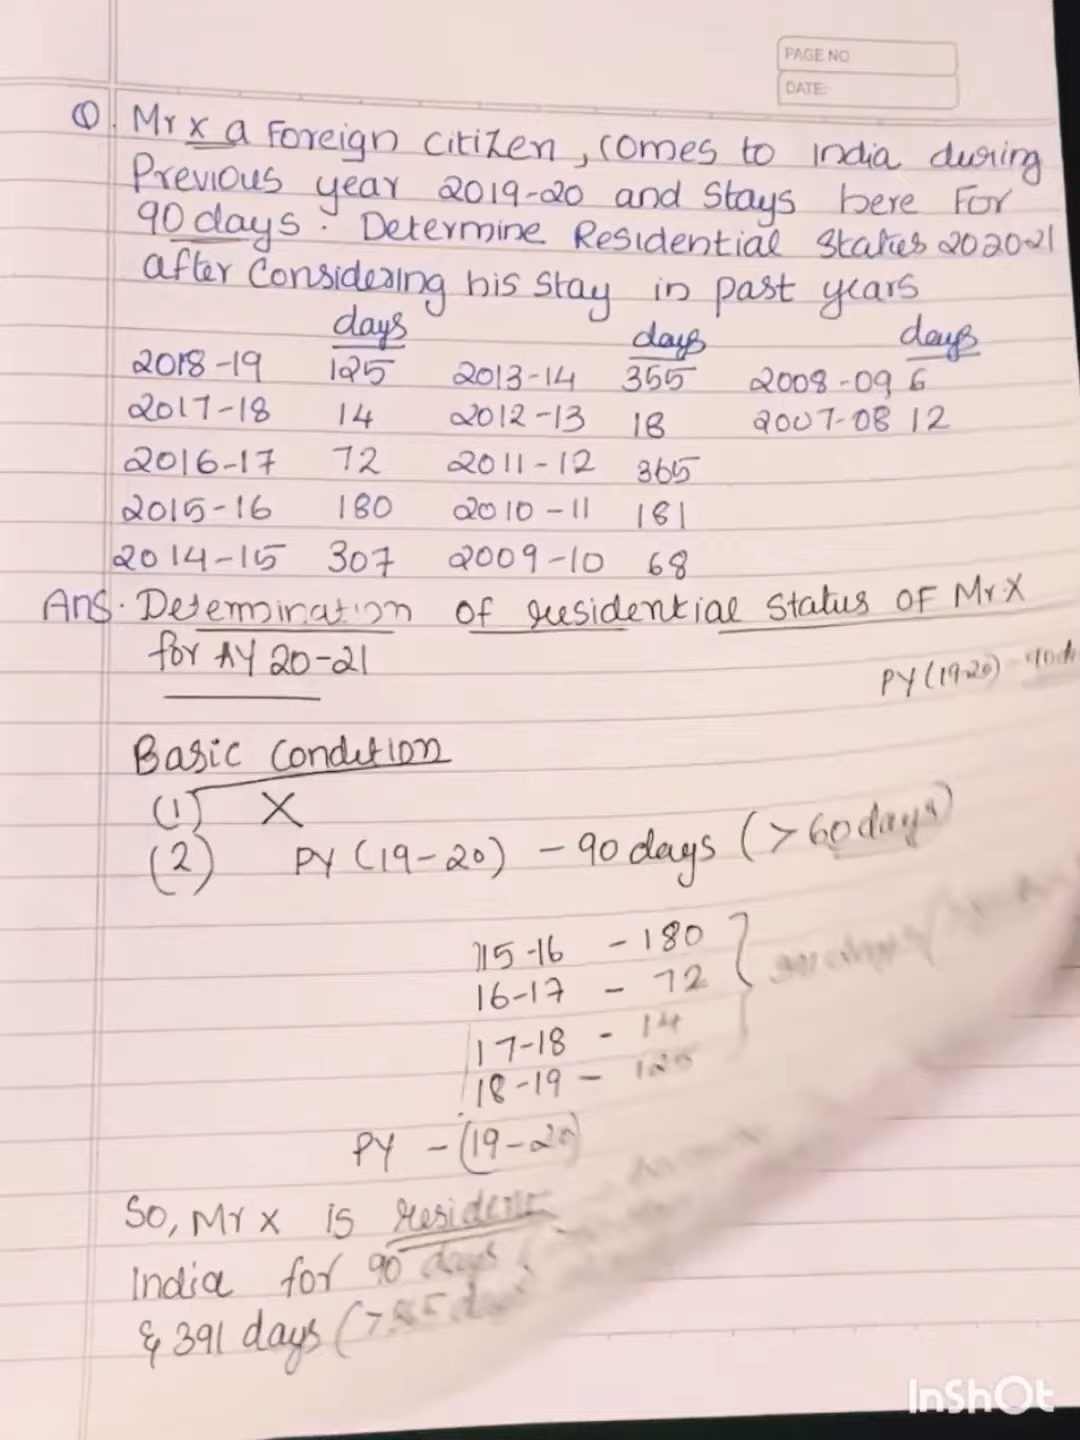 PAGE NO
DATE:
Q. Mr x a Foreign citizen, comes to India during
Previous year 2019-20 and stays here For
90 days. Determine Residential Status 2020-21
after considering his stay in past years
days days days
2018-19 125 2013-14 355 2008-09 6
2017-18 14 2012-13 18 2007-08 12
2016-17 72 2011-12 365
2015-16 180 2010-11 181
2014-15 307 2009-10 68
Ans. Determination of residential status OF Mr.X
for AY 20-21
PY (19-20) - 90
Basic Condition
(1) X
(2) PY (19-20) - 90 days (>60 days)
15-16 - 180
16-17 - 72
17-18 - 14
18-19 - 125
PY - (19-20)
So, Mr x is resident
India for 90 days
& 391 days (>365 days
InShOt